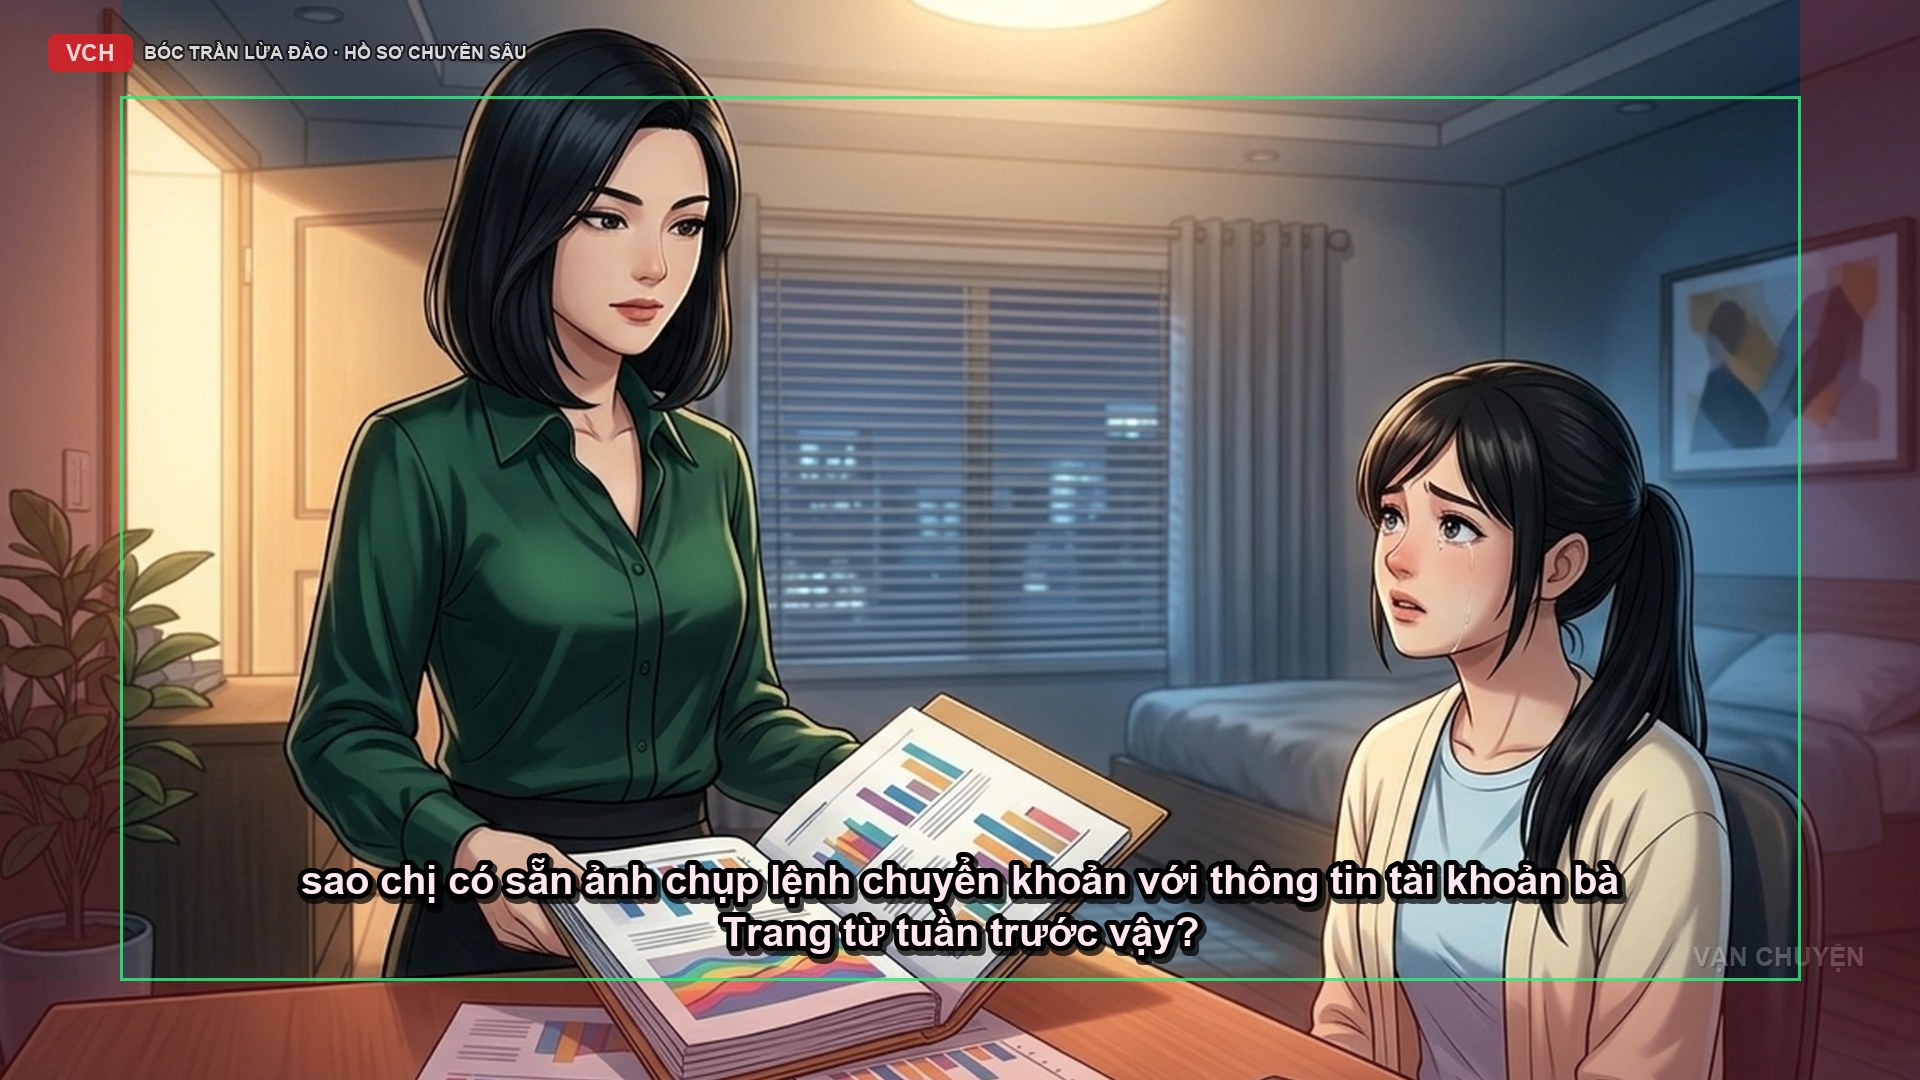 VCH BÓC TRẦN LỪA ĐẢO · HỒ SƠ CHUYÊN SÂU
sao chị có sẵn ảnh chụp lệnh chuyển khoản với thông tin tài khoản bà
Trang từ tuần trước vậy?
VẠN CHUYỆN